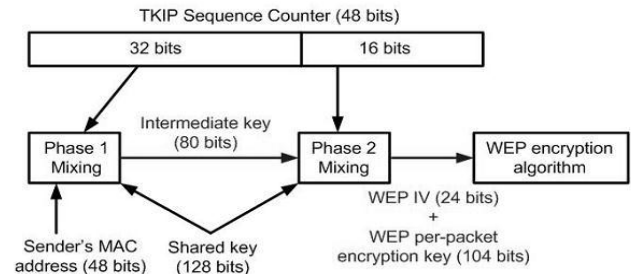 TKIP Sequence Counter (48 bits)
32 bits
16 bits
Intermediate key
(80 bits)
Phase 1
Mixing
Phase 2
Mixing
WEP encryption
algorithm
WEP IV (24 bits)
+
WEP per-packet
encryption key (104 bits)
Sender's MAC
address (48 bits)
Shared key
(128 bits)